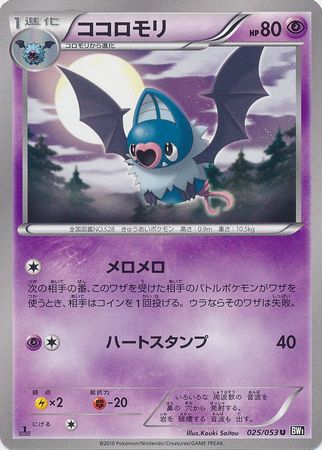 1進化
ココロモリ
HP80
コロモリから進化
全国図鑑NO.528 きゅうあいポケモン 高さ:0.9m 重さ:10.5kg
メロメロ
次の相手の番、このワザを受けた相手のバトルポケモンがワザを
使うとき、相手はコインを1回投げる。ウラならそのワザは失敗。
ハートスタンプ 40
弱点 ×2
抵抗力 −20
にげる
いろいろな 周波数の 音波を
鼻の 穴から 発射する。
岩を 破壊する 音波も だすぞ。
1
Illus.Kouki Saitou
025/053 U BW1
©2010 Pokémon/Nintendo/Creatures/GAME FREAK.